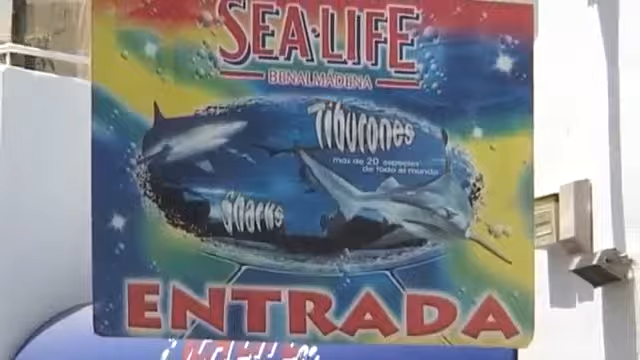 SEA·LIFE
BENALMÁDENA
Tiburones
mas de 20 especies
de todo el mundo
Sharks
ENTRADA